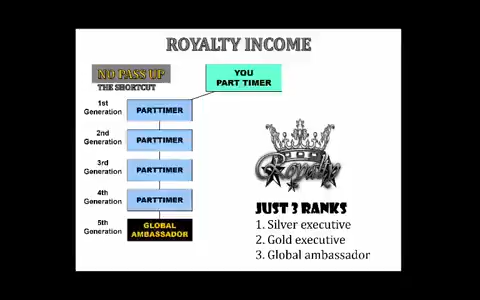 ROYALTY INCOME
NO PASS UP
THE SHORTCUT
YOU
PART TIMER
1st
Generation
PARTTIMER
2nd
Generation
PARTTIMER
3rd
Generation
PARTTIMER
4th
Generation
PARTTIMER
5th
Generation
GLOBAL
AMBASSADOR
Royalty
JUST 3 RANKS
1. Silver executive
2. Gold executive
3. Global ambassador